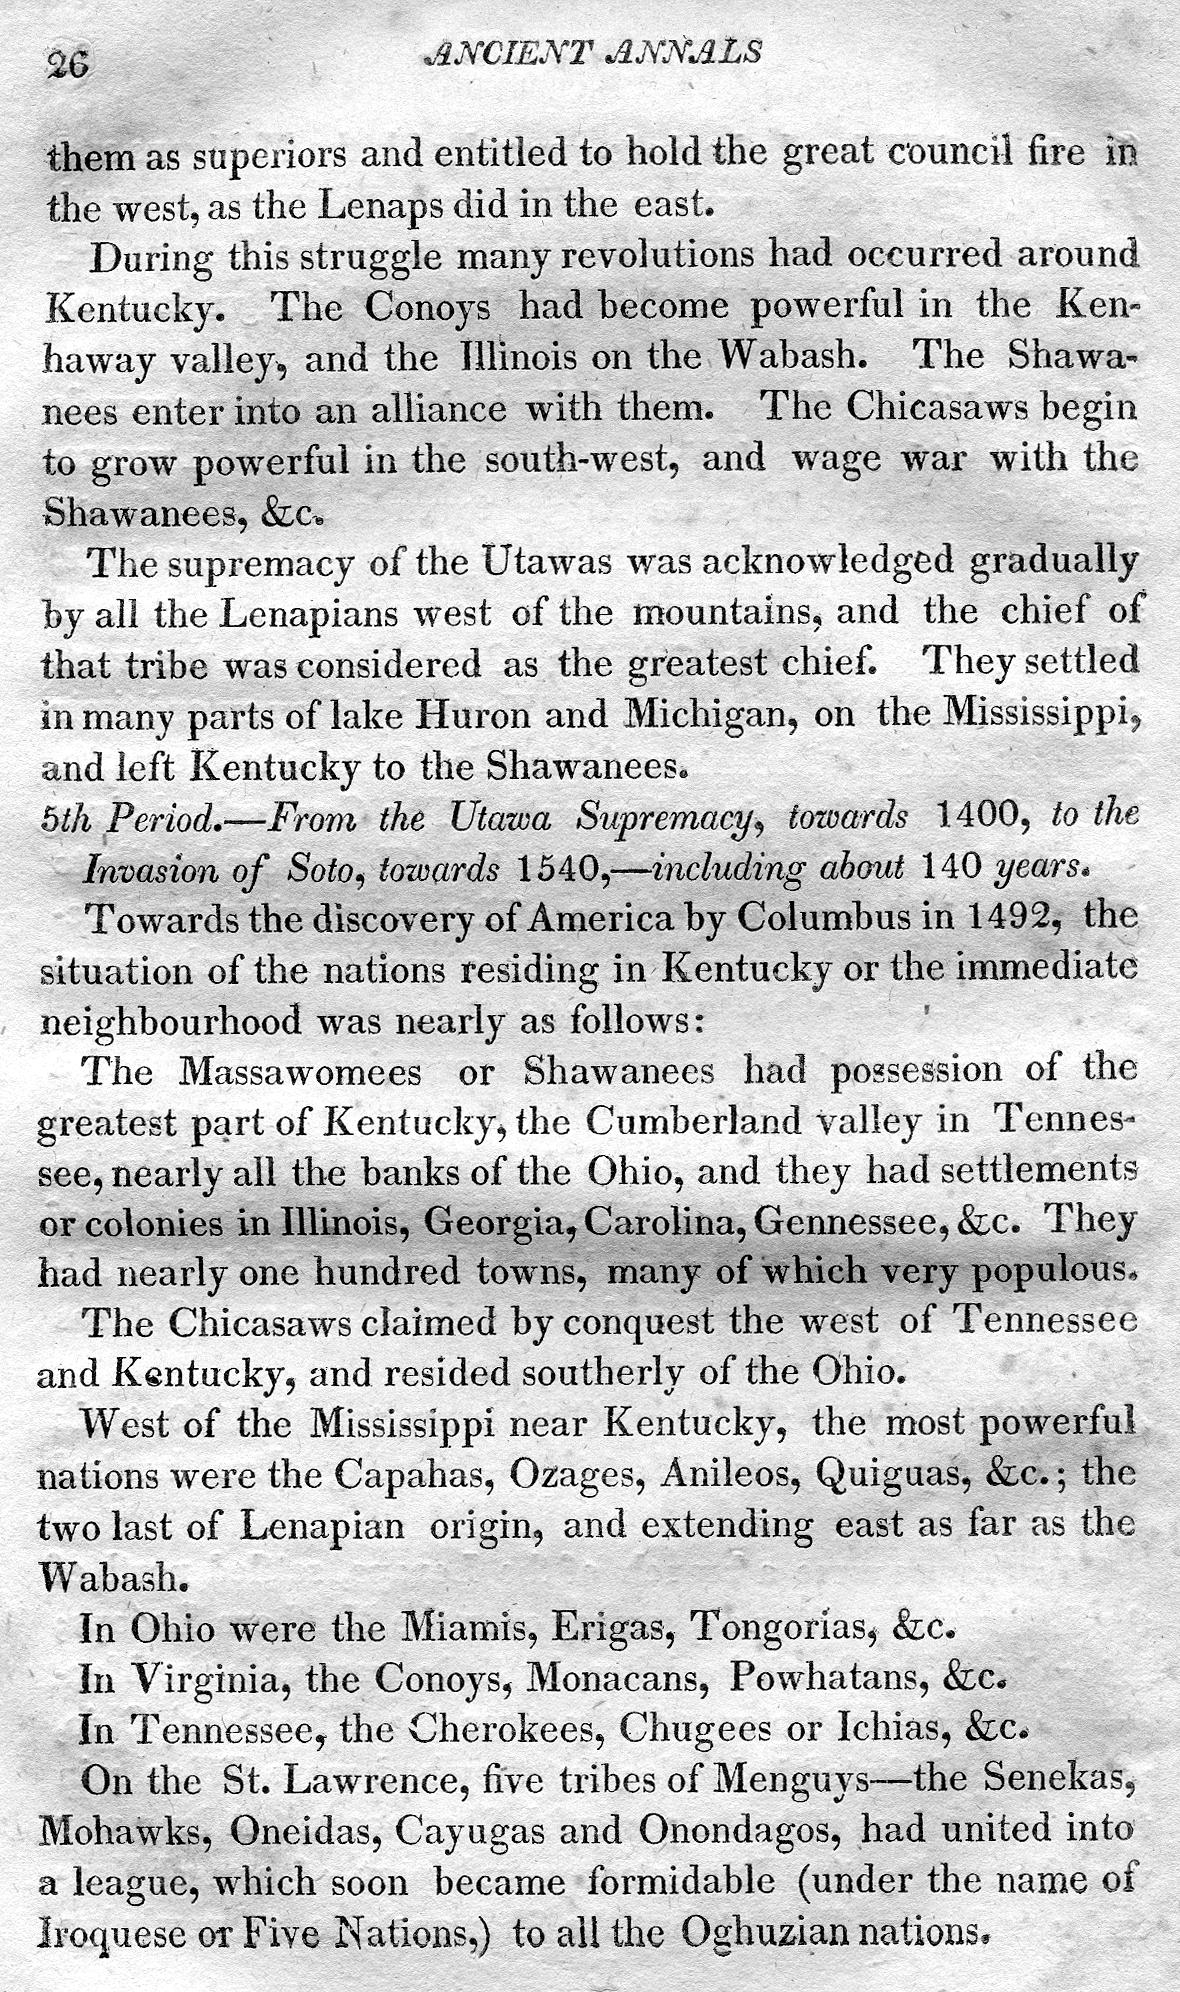 26
ANCIENT ANNALS
them as superiors and entitled to hold the great council fire in
the west, as the Lenaps did in the east.
During this struggle many revolutions had occurred around
Kentucky. The Conoys had become powerful in the Ken-
haway valley, and the Illinois on the Wabash. The Shawa-
nees enter into an alliance with them. The Chicasaws begin
to grow powerful in the south-west, and wage war with the
Shawanees, &c.
The supremacy of the Utawas was acknowledged gradually
by all the Lenapians west of the mountains, and the chief of
that tribe was considered as the greatest chief. They settled
in many parts of lake Huron and Michigan, on the Mississippi,
and left Kentucky to the Shawanees.
5th Period.—From the Utawa Supremacy, towards 1400, to the
Invasion of Soto, towards 1540,—including about 140 years.
Towards the discovery of America by Columbus in 1492, the
situation of the nations residing in Kentucky or the immediate
neighbourhood was nearly as follows:
The Massawomees or Shawanees had possession of the
greatest part of Kentucky, the Cumberland valley in Tennes-
see, nearly all the banks of the Ohio, and they had settlements
or colonies in Illinois, Georgia, Carolina, Gennessee, &c. They
had nearly one hundred towns, many of which very populous.
The Chicasaws claimed by conquest the west of Tennessee
and Kentucky, and resided southerly of the Ohio.
West of the Mississippi near Kentucky, the most powerful
nations were the Capahas, Ozages, Anileos, Quiguas, &c.; the
two last of Lenapian origin, and extending east as far as the
Wabash.
In Ohio were the Miamis, Erigas, Tongorias, &c.
In Virginia, the Conoys, Monacans, Powhatans, &c.
In Tennessee, the Cherokees, Chugees or Ichias, &c.
On the St. Lawrence, five tribes of Menguys—the Senekas,
Mohawks, Oneidas, Cayugas and Onondagos, had united into
a league, which soon became formidable (under the name of
Iroquese or Five Nations,) to all the Oghuzian nations.